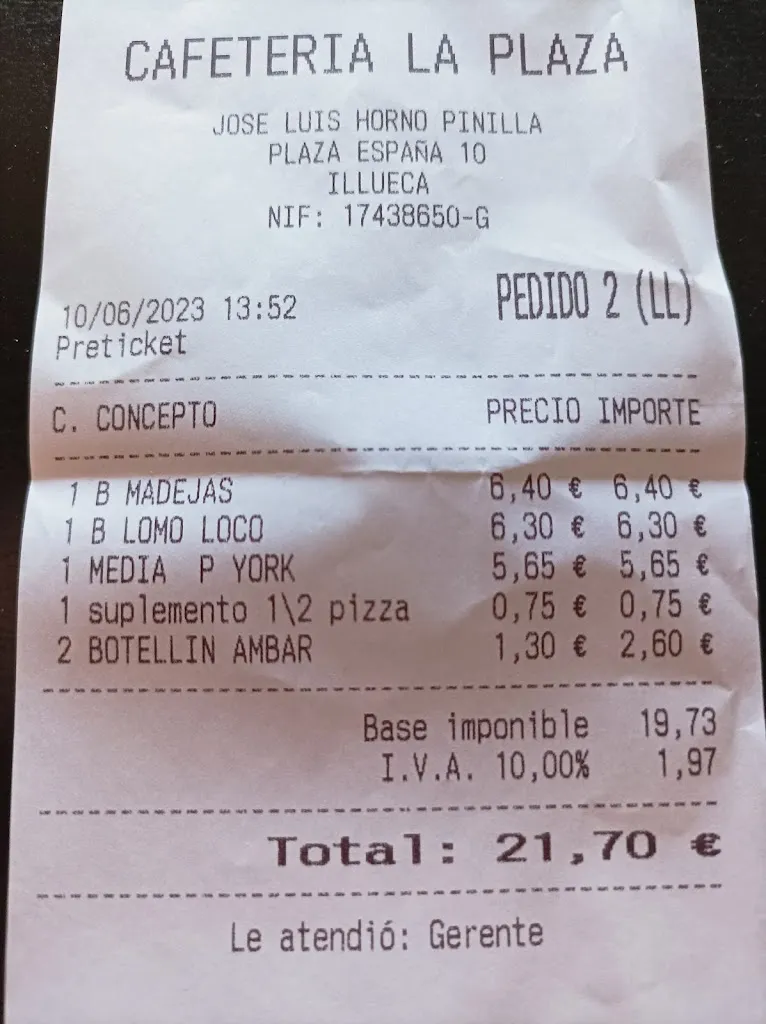 CAFETERIA LA PLAZA
JOSE LUIS HORNO PINILLA
PLAZA ESPAÑA 10
ILLUECA
NIF: 17438650-G
10/06/2023 13:52 PEDIDO 2 (LL)
Preticket
C. CONCEPTO PRECIO IMPORTE
1 B MADEJAS 6,40 € 6,40 €
1 B LOMO LOCO 6,30 € 6,30 €
1 MEDIA P YORK 5,65 € 5,65 €
1 suplemento 1\2 pizza 0,75 € 0,75 €
2 BOTELLIN AMBAR 1,30 € 2,60 €
Base imponible 19,73
I.V.A. 10,00% 1,97
Total: 21,70 €
Le atendió: Gerente